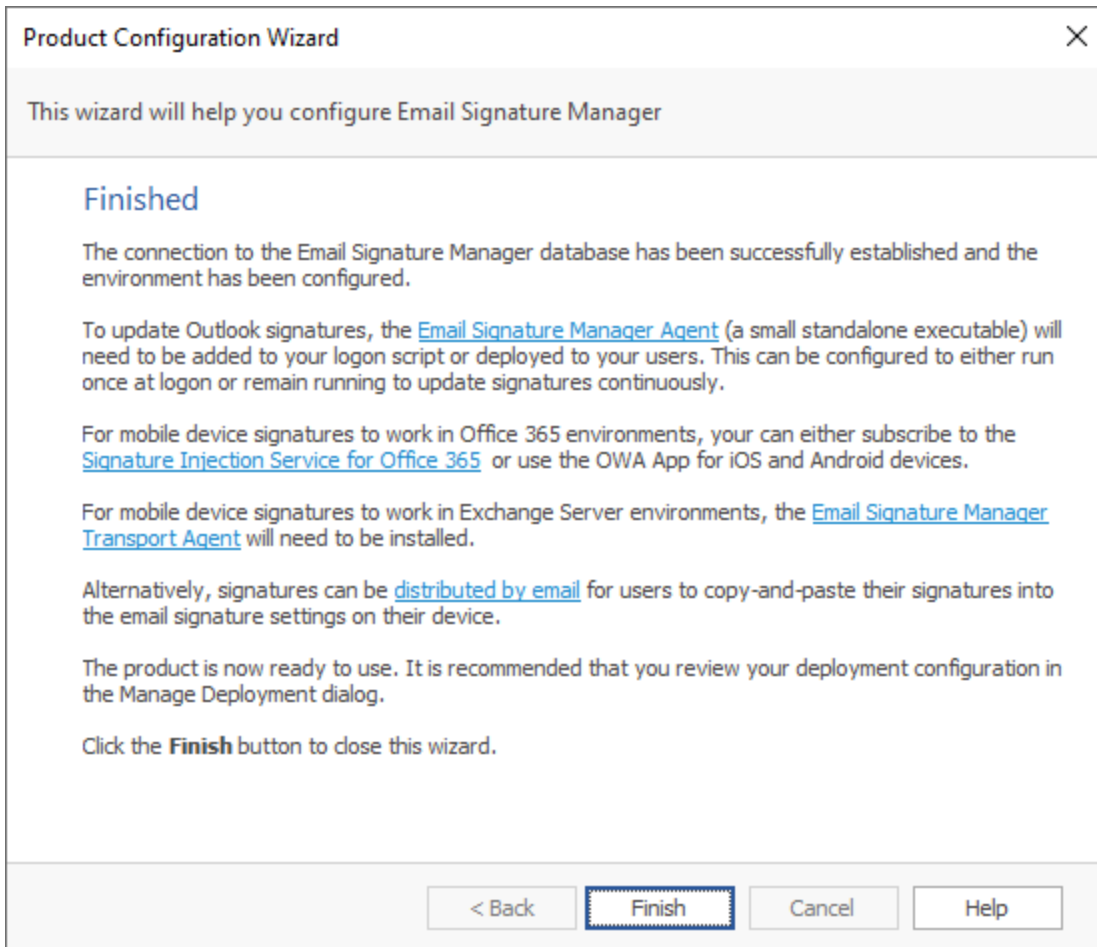 Product Configuration Wizard
This wizard will help you configure Email Signature Manager
Finished
The connection to the Email Signature Manager database has been successfully established and the
environment has been configured.
To update Outlook signatures, the Email Signature Manager Agent (a small standalone executable) will
need to be added to your logon script or deployed to your users. This can be configured to either run
once at logon or remain running to update signatures continuously.
For mobile device signatures to work in Office 365 environments, your can either subscribe to the
Signature Injection Service for Office 365 or use the OWA App for iOS and Android devices.
For mobile device signatures to work in Exchange Server environments, the Email Signature Manager
Transport Agent will need to be installed.
Alternatively, signatures can be distributed by email for users to copy-and-paste their signatures into
the email signature settings on their device.
The product is now ready to use. It is recommended that you review your deployment configuration in
the Manage Deployment dialog.
Click the Finish button to close this wizard.
< Back Finish Cancel Help